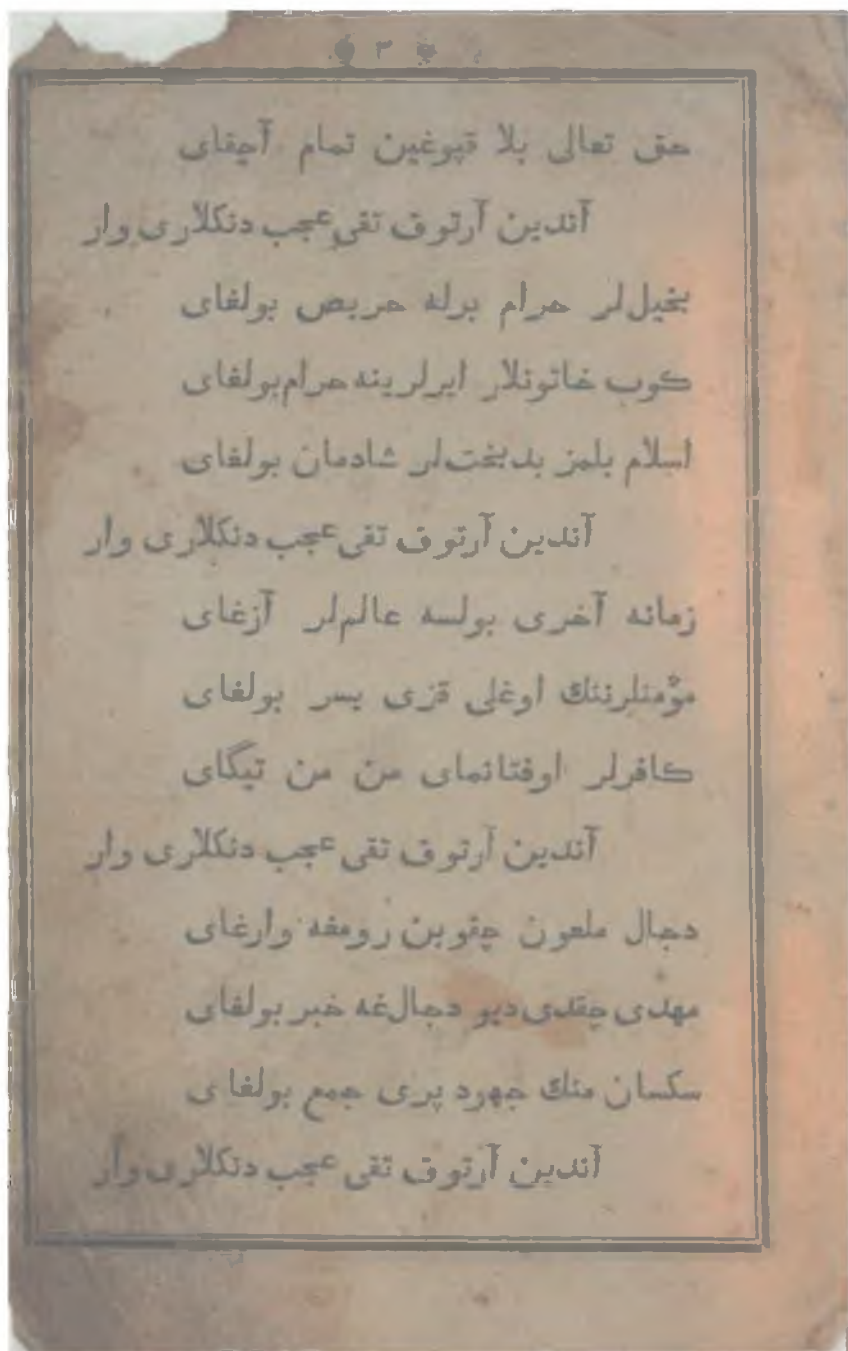 ﴿ ٣ ﴾
حق تعالی بلا قپوغین تمام آچقای
آندین آرتوق تقی عجب دنکلاری وار
بخیل‌لر حرام برله حریص بولغای
کوب خاتونلار ایرلرینه حرام بولغای
اسلام بلمز بدبخت‌لر شادمان بولغای
آندین آرتوق تقی عجب دنکلاری وار
زمانه آخری بولسه عالم‌لر آزغای
مؤمنلرننك اوغلی قزی یسر بولغای
کافرلر اوفتانمای من من تیگای
آندین آرتوق تقی عجب دنکلاری وار
دجال ملعون چقوبن رومغه وارغای
مهدی چقدی دیو دجال‌غه خبر بولغای
سکسان منك جهود پری جمع بولغای
آندین آرتوق تقی عجب دنکلاری وار